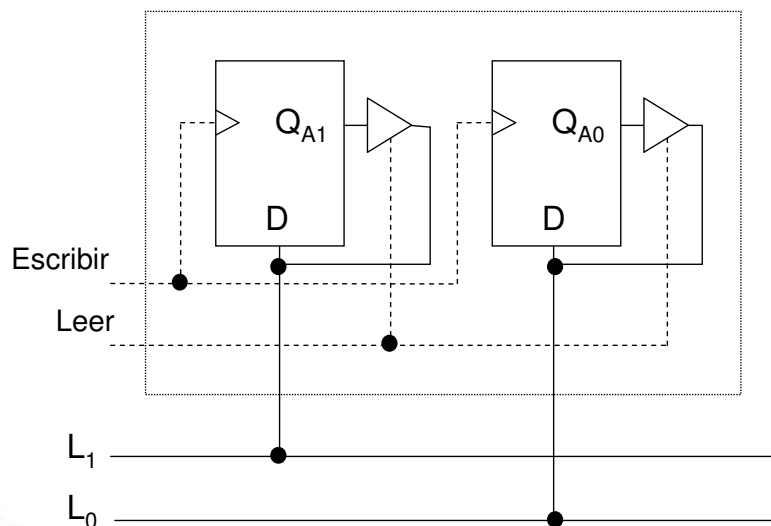 Q_A1
Q_A0
D
D
Escribir
Leer
L_1
L_0